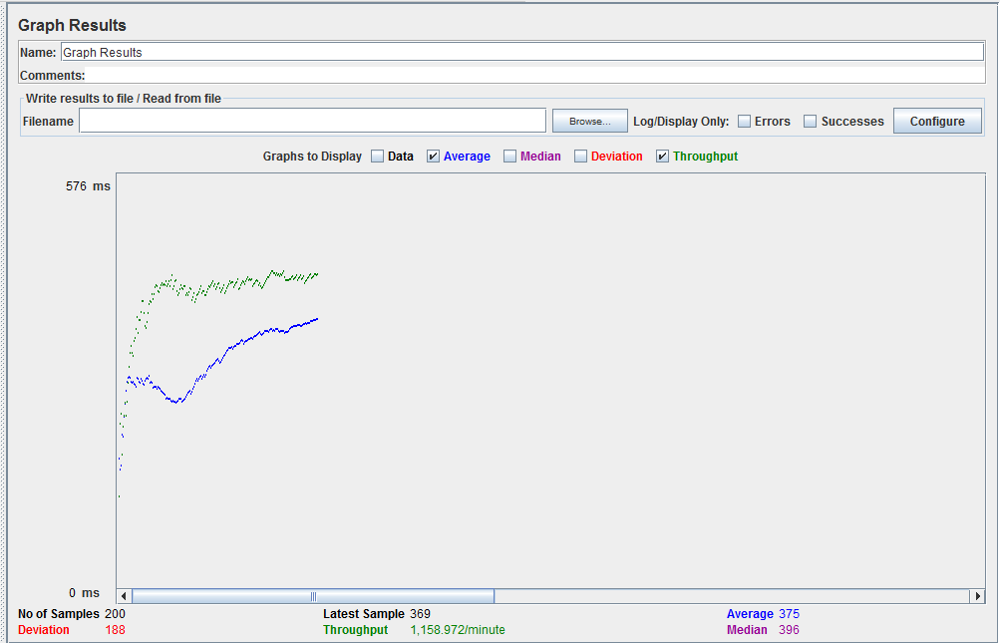 Graph Results
Name: Graph Results
Comments:
Write results to file / Read from file
Filename Browse... Log/Display Only: Errors Successes Configure
Graphs to Display Data Average Median Deviation Throughput
576 ms
0 ms
No of Samples 200 Latest Sample 369 Average 375
Deviation 188 Throughput 1,158.972/minute Median 396